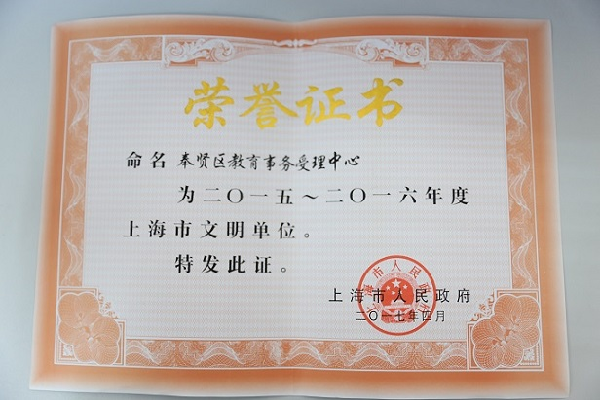 荣誉证书
命名 奉贤区教育事务受理中心
为二〇一五～二〇一六年度
上海市文明单位。
特发此证。
上海市人民政府
二〇一七年四月